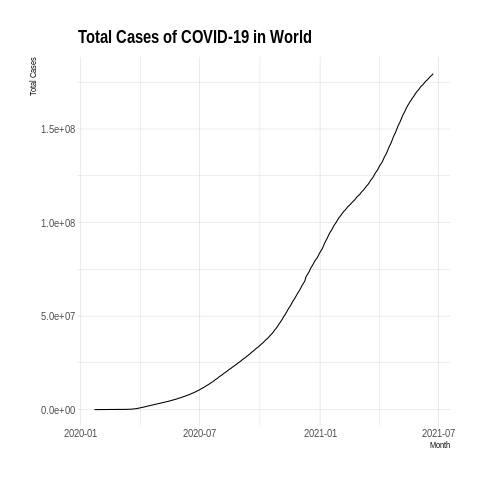 Total Cases of COVID-19 in World
Total Cases
1.5e+08
1.0e+08
5.0e+07
0.0e+00
2020-01 2020-07 2021-01 2021-07
Month